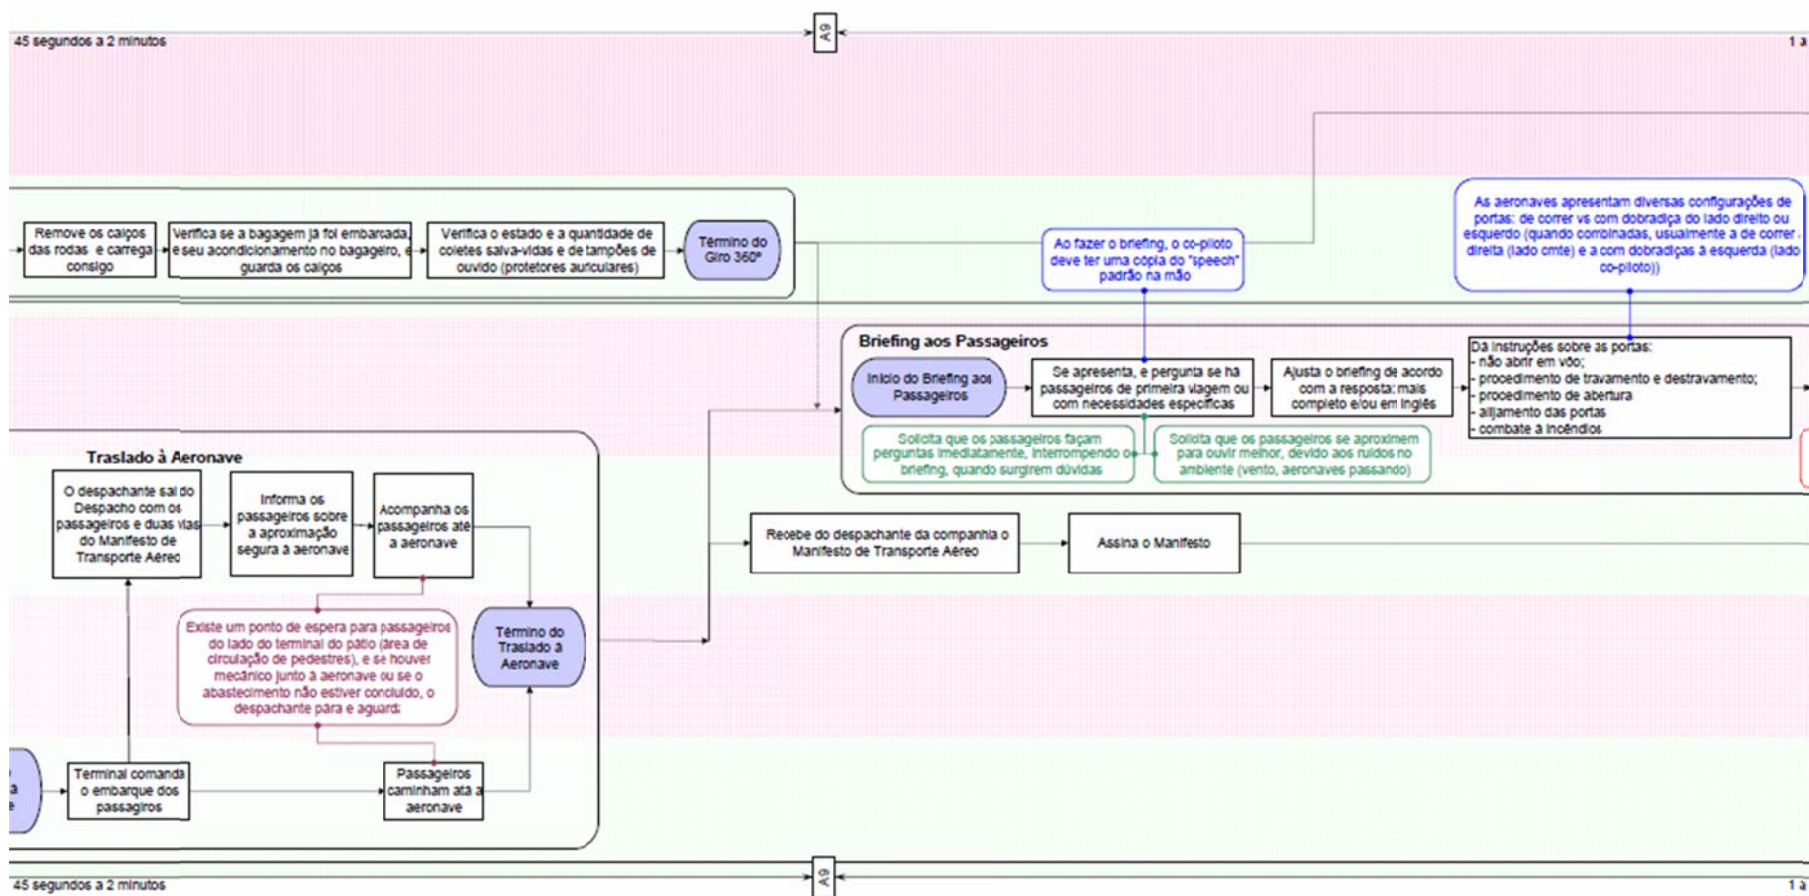 45 segundos a 2 minutos
A9
1 a
Remove os calços
das rodas e carrega
consigo
Verifica se a bagagem já foi embarcada,
e seu acondicionamento no bagageiro, e
guarda os calços
Verifica o estado e a quantidade de
coletes salva-vidas e de tampões de
ouvido (protetores auriculares)
Término do
Giro 360º
Ao fazer o briefing, o co-piloto
deve ter uma cópia do "speech"
padrão na mão
As aeronaves apresentam diversas configurações de
portas: de correr vs com dobradiça do lado direito ou
esquerdo (quando combinadas, usualmente a de correr
direita (lado cmte) e a com dobradiças à esquerda (lado
co-piloto))
Briefing aos Passageiros
Início do Briefing aos
Passageiros
Se apresenta, e pergunta se há
passageiros de primeira viagem ou
com necessidades específicas
Ajusta o briefing de acordo
com a resposta: mais
completo e/ou em inglês
Dá instruções sobre as portas:
- não abrir em vôo;
- procedimento de travamento e destravamento;
- procedimento de abertura
- alijamento das portas
- combate à incêndios
Solicita que os passageiros façam
perguntas imediatamente, interrompendo o
briefing, quando surgirem dúvidas
Solicita que os passageiros se aproximem
para ouvir melhor, devido aos ruídos no
ambiente (vento, aeronaves passando)
Traslado à Aeronave
O despachante sai do
Despacho com os
passageiros e duas vias
do Manifesto de
Transporte Aéreo
Informa os
passageiros sobre
a aproximação
segura à aeronave
Acompanha os
passageiros até
a aeronave
Recebe do despachante da companhia o
Manifesto de Transporte Aéreo
Assina o Manifesto
Existe um ponto de espera para passageiros
do lado do terminal do pátio (área de
circulação de pedestres), e se houver
mecânico junto à aeronave ou se o
abastecimento não estiver concluído, o
despachante pára e aguard
Término do
Traslado à
Aeronave
à
e
Terminal comanda
o embarque dos
passagiros
Passageiros
caminham até a
aeronave
45 segundos a 2 minutos
A9
1 a